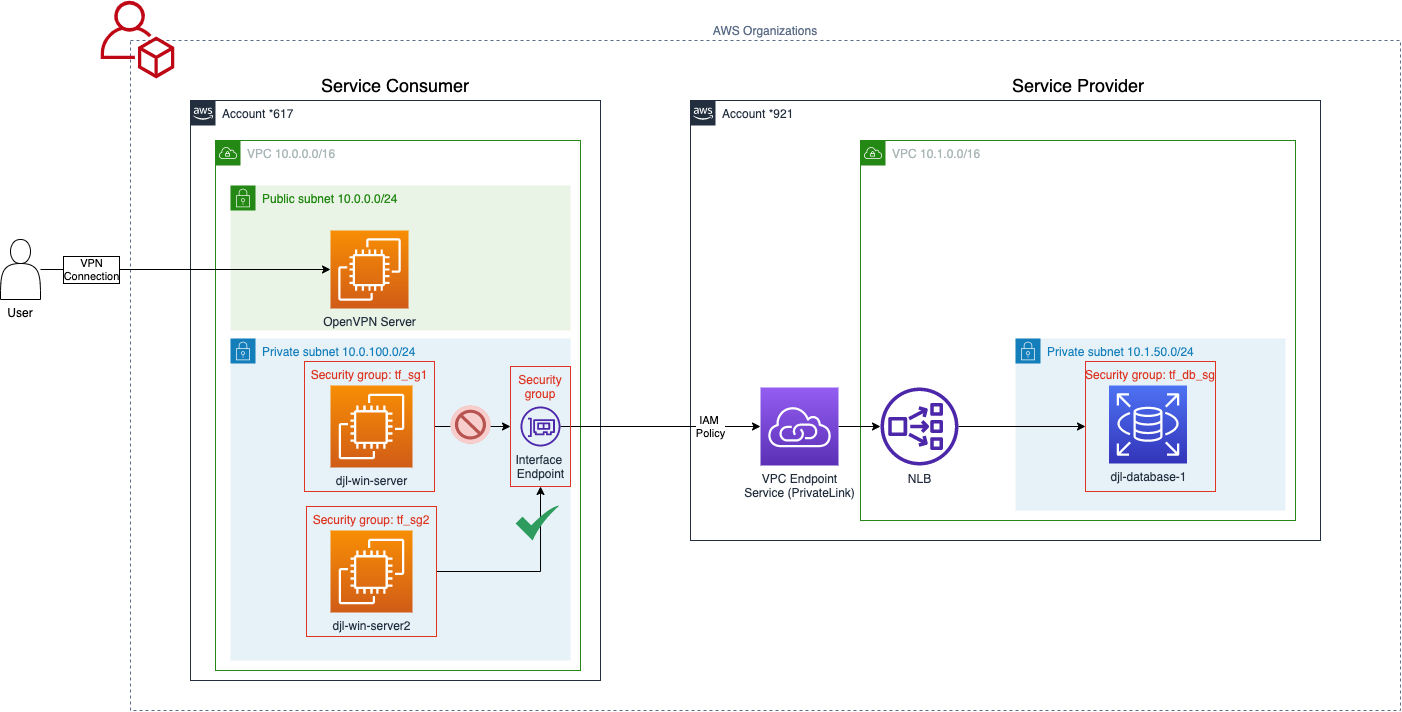 AWS Organizations
Service Consumer
Service Provider
aws
Account *617
aws
Account *921
VPC 10.0.0.0/16
VPC 10.1.0.0/16
Public subnet 10.0.0.0/24
VPN
Connection
User
OpenVPN Server
Private subnet 10.0.100.0/24
Private subnet 10.1.50.0/24
Security group: tf_sg1
Security
group
Security group: tf_db_sg
IAM
Policy
Interface
Endpoint
djl-win-server
VPC Endpoint
Service (PrivateLink)
NLB
djl-database-1
Security group: tf_sg2
djl-win-server2